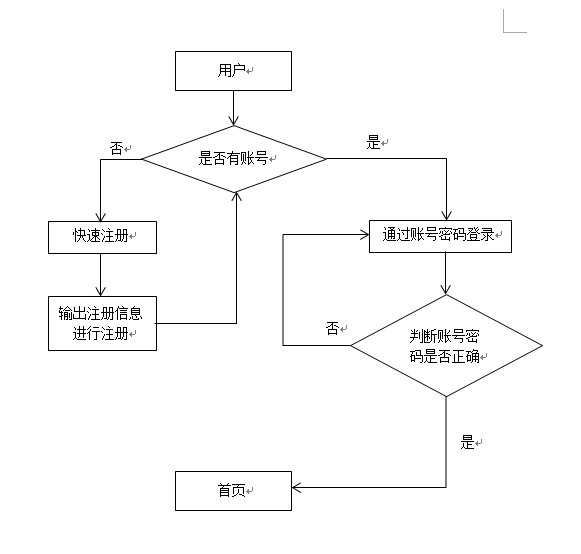 用户
否
是否有账号
是
快速注册
通过账号密码登录
输出注册信息
进行注册
否
判断账号密
码是否正确
是
首页